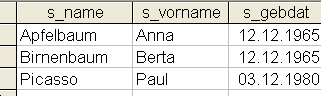 s_name s_vorname s_gebdat
Apfelbaum Anna 12.12.1965
Birnenbaum Berta 12.12.1965
Picasso Paul 03.12.1980